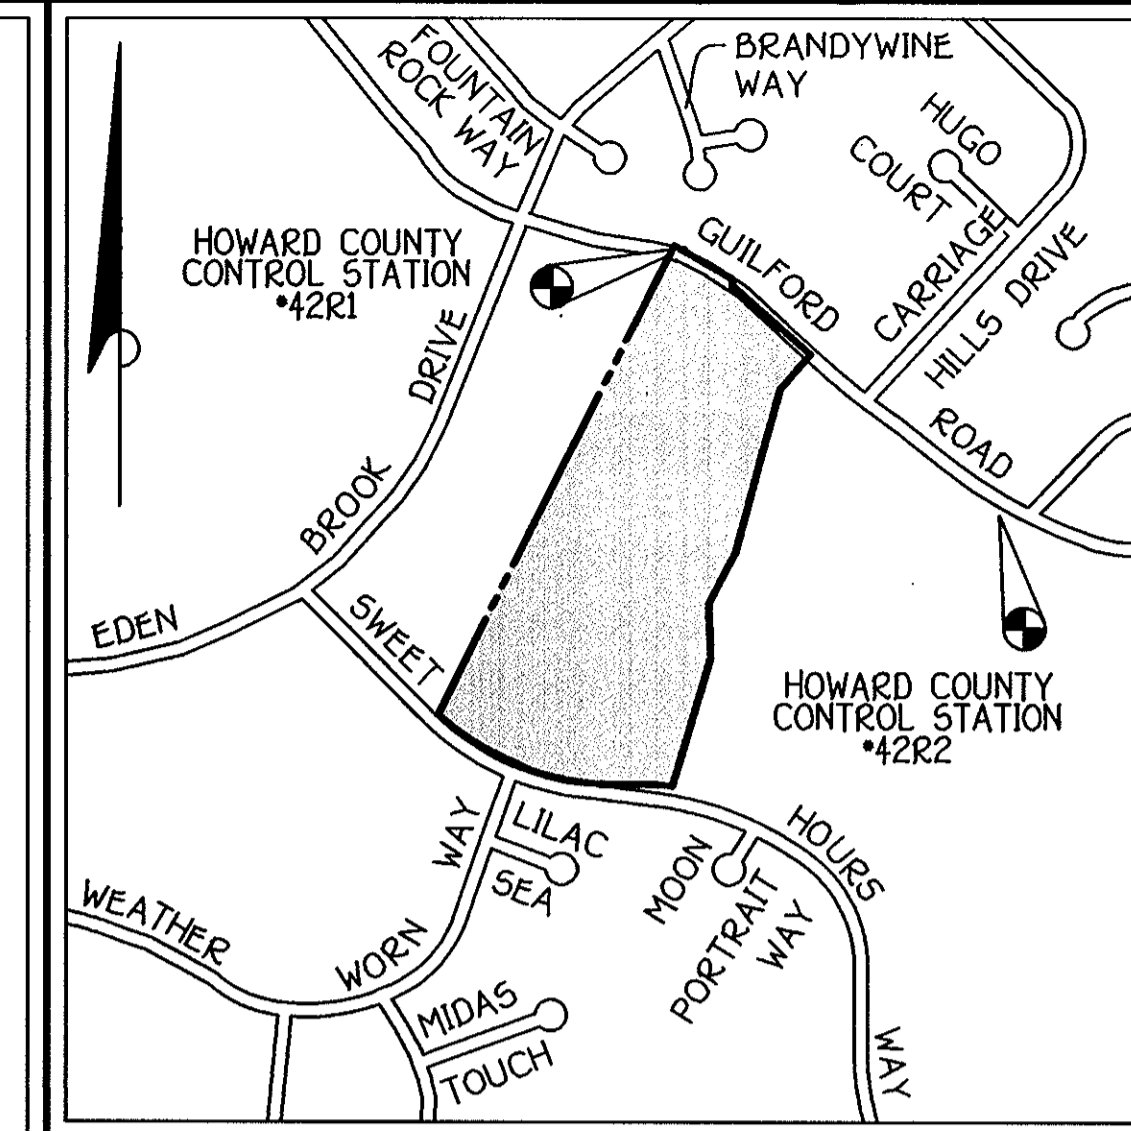 FOUNTAIN
ROCK WAY
BRANDYWINE
WAY
HUGO
COURT
HOWARD COUNTY
CONTROL STATION
*42R1
GUILFORD
CARRIAGE
HILLS DRIVE
DRIVE
ROAD
BROOK
EDEN
SWEET
HOWARD COUNTY
CONTROL STATION
*42R2
WAY
LILAC
SEA
MOON
HOURS
PORTRAIT
WAY
WEATHER
WORN
MIDAS
TOUCH
WAY